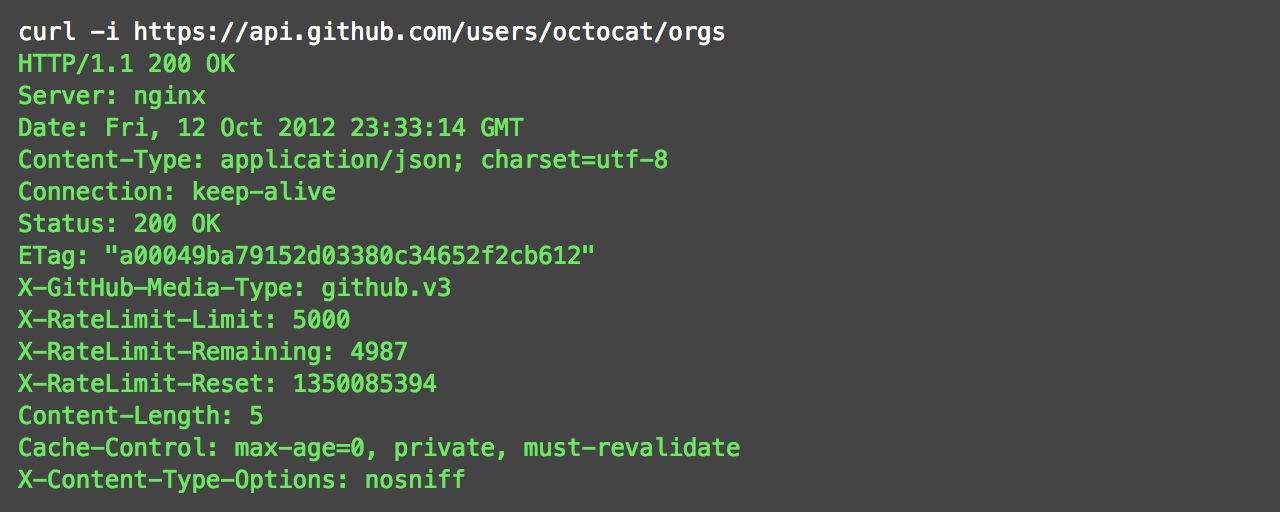 curl -i https://api.github.com/users/octocat/orgs
HTTP/1.1 200 OK
Server: nginx
Date: Fri, 12 Oct 2012 23:33:14 GMT
Content-Type: application/json; charset=utf-8
Connection: keep-alive
Status: 200 OK
ETag: "a00049ba79152d03380c34652f2cb612"
X-GitHub-Media-Type: github.v3
X-RateLimit-Limit: 5000
X-RateLimit-Remaining: 4987
X-RateLimit-Reset: 1350085394
Content-Length: 5
Cache-Control: max-age=0, private, must-revalidate
X-Content-Type-Options: nosniff